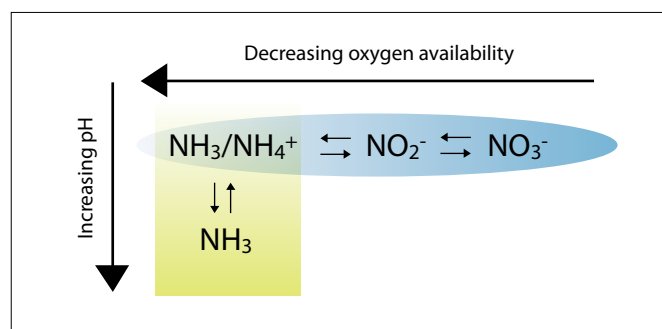 Decreasing oxygen availability
Increasing pH
NH₃/NH₄⁺ ⇄ NO₂⁻ ⇄ NO₃⁻
↓↑
NH₃